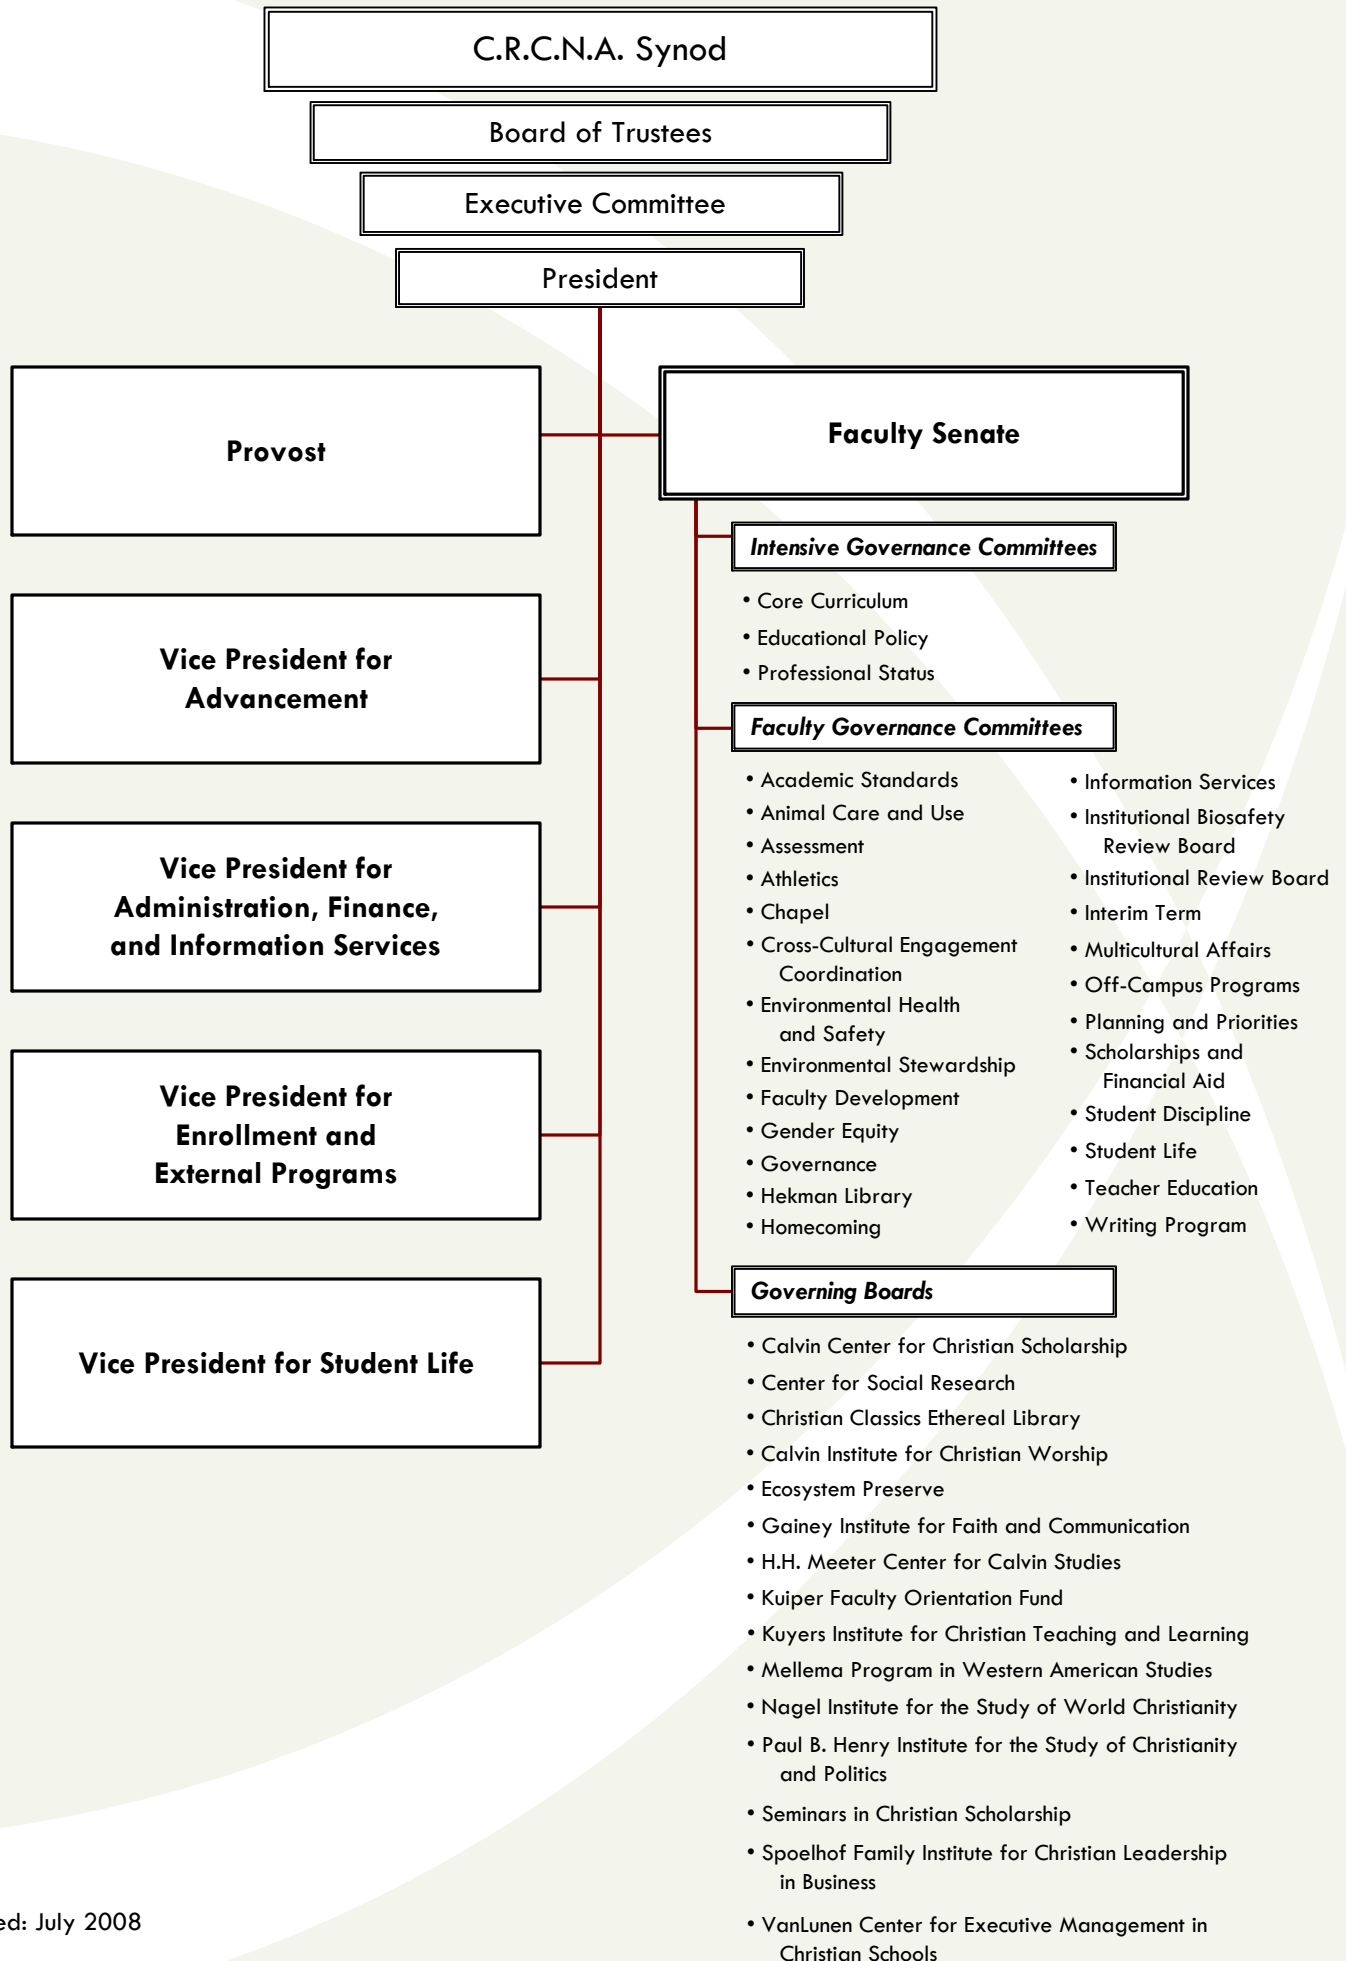 C.R.C.N.A. Synod
Board of Trustees
Executive Committee
President
Provost
Vice President for
Advancement
Vice President for
Administration, Finance,
and Information Services
Vice President for
Enrollment and
External Programs
Vice President for Student Life
Faculty Senate
Intensive Governance Committees
• Core Curriculum
• Educational Policy
• Professional Status
Faculty Governance Committees
• Academic Standards
• Animal Care and Use
• Assessment
• Athletics
• Chapel
• Cross-Cultural Engagement
Coordination
• Environmental Health
and Safety
• Environmental Stewardship
• Faculty Development
• Gender Equity
• Governance
• Hekman Library
• Homecoming
• Information Services
• Institutional Biosafety
Review Board
• Institutional Review Board
• Interim Term
• Multicultural Affairs
• Off-Campus Programs
• Planning and Priorities
• Scholarships and
Financial Aid
• Student Discipline
• Student Life
• Teacher Education
• Writing Program
Governing Boards
• Calvin Center for Christian Scholarship
• Center for Social Research
• Christian Classics Ethereal Library
• Calvin Institute for Christian Worship
• Ecosystem Preserve
• Gainey Institute for Faith and Communication
• H.H. Meeter Center for Calvin Studies
• Kuiper Faculty Orientation Fund
• Kuyers Institute for Christian Teaching and Learning
• Mellema Program in Western American Studies
• Nagel Institute for the Study of World Christianity
• Paul B. Henry Institute for the Study of Christianity
and Politics
• Seminars in Christian Scholarship
• Spoelhof Family Institute for Christian Leadership
in Business
• VanLunen Center for Executive Management in
Christian Schools
ed: July 2008